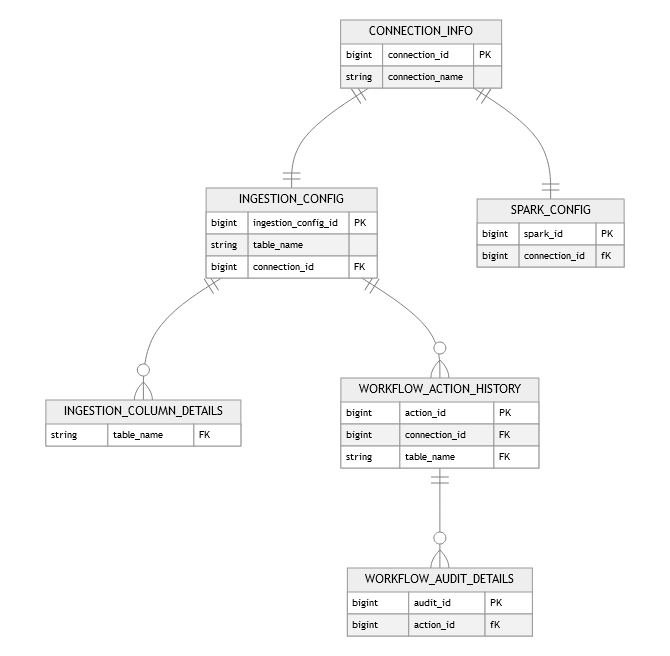 CONNECTION_INFO
bigint connection_id PK
string connection_name
INGESTION_CONFIG
bigint ingestion_config_id PK
string table_name
bigint connection_id FK
SPARK_CONFIG
bigint spark_id PK
bigint connection_id fK
INGESTION_COLUMN_DETAILS
string table_name FK
WORKFLOW_ACTION_HISTORY
bigint action_id PK
bigint connection_id FK
string table_name FK
WORKFLOW_AUDIT_DETAILS
bigint audit_id PK
bigint action_id fK